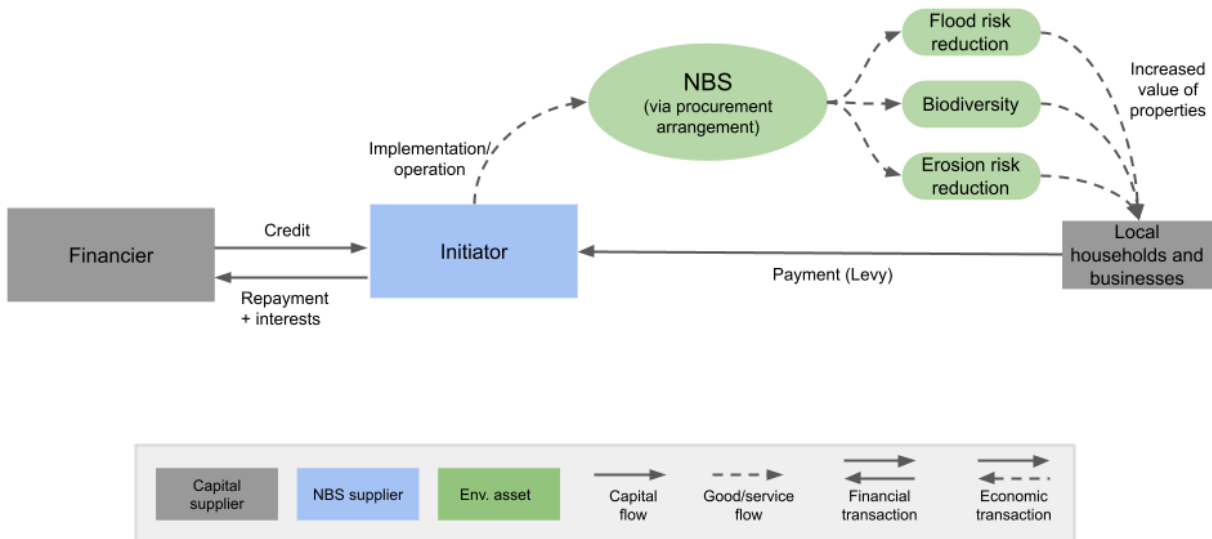 Flood risk
reduction
NBS
(via procurement
arrangement)
Biodiversity
Increased
value of
properties
Implementation/
operation
Erosion risk
reduction
Financier
Credit
Initiator
Repayment
+ interests
Payment (Levy)
Local
households and
businesses
Capital
supplier
NBS supplier
Env. asset
Capital
flow
Good/service
flow
Financial
transaction
Economic
transaction